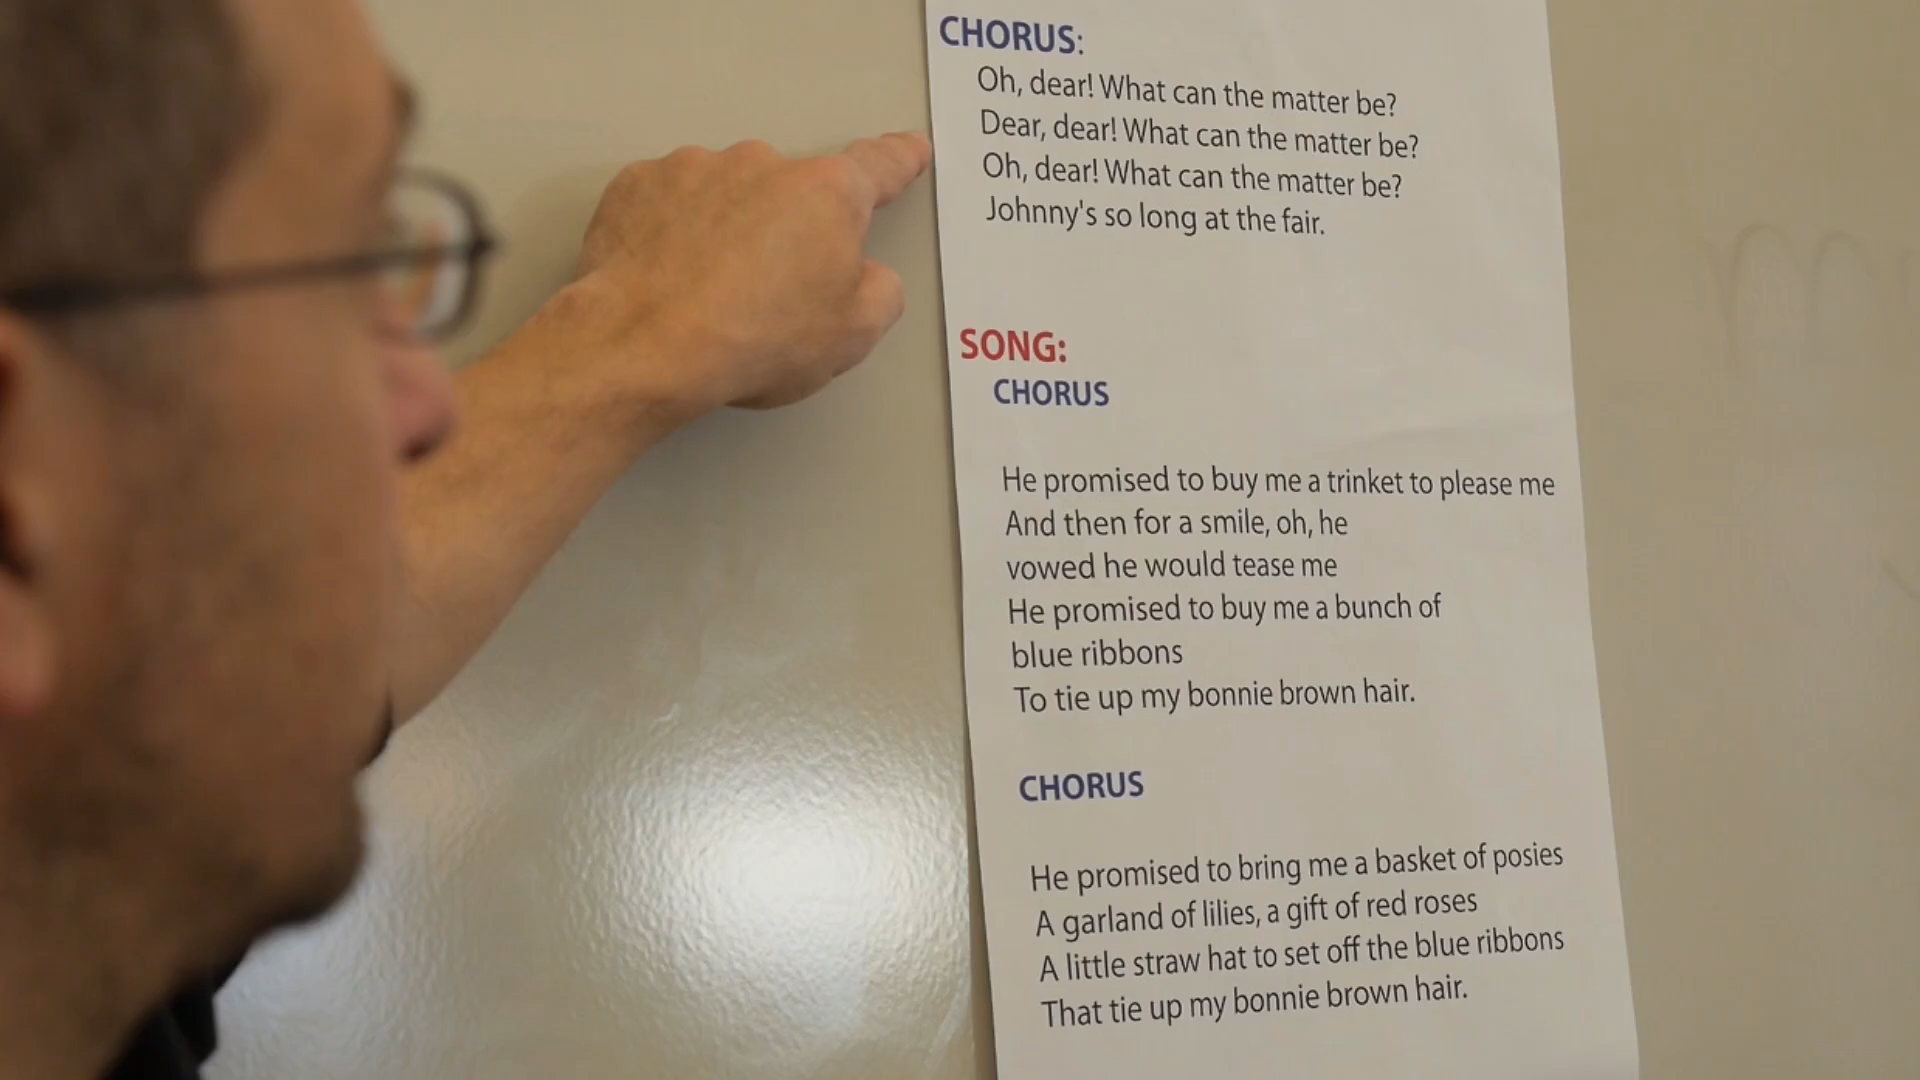 CHORUS:
Oh, dear! What can the matter be?
Dear, dear! What can the matter be?
Oh, dear! What can the matter be?
Johnny's so long at the fair.
SONG:
CHORUS
He promised to buy me a trinket to please me
And then for a smile, oh, he
vowed he would tease me
He promised to buy me a bunch of
blue ribbons
To tie up my bonnie brown hair.
CHORUS
He promised to bring me a basket of posies
A garland of lilies, a gift of red roses
A little straw hat to set off the blue ribbons
That tie up my bonnie brown hair.